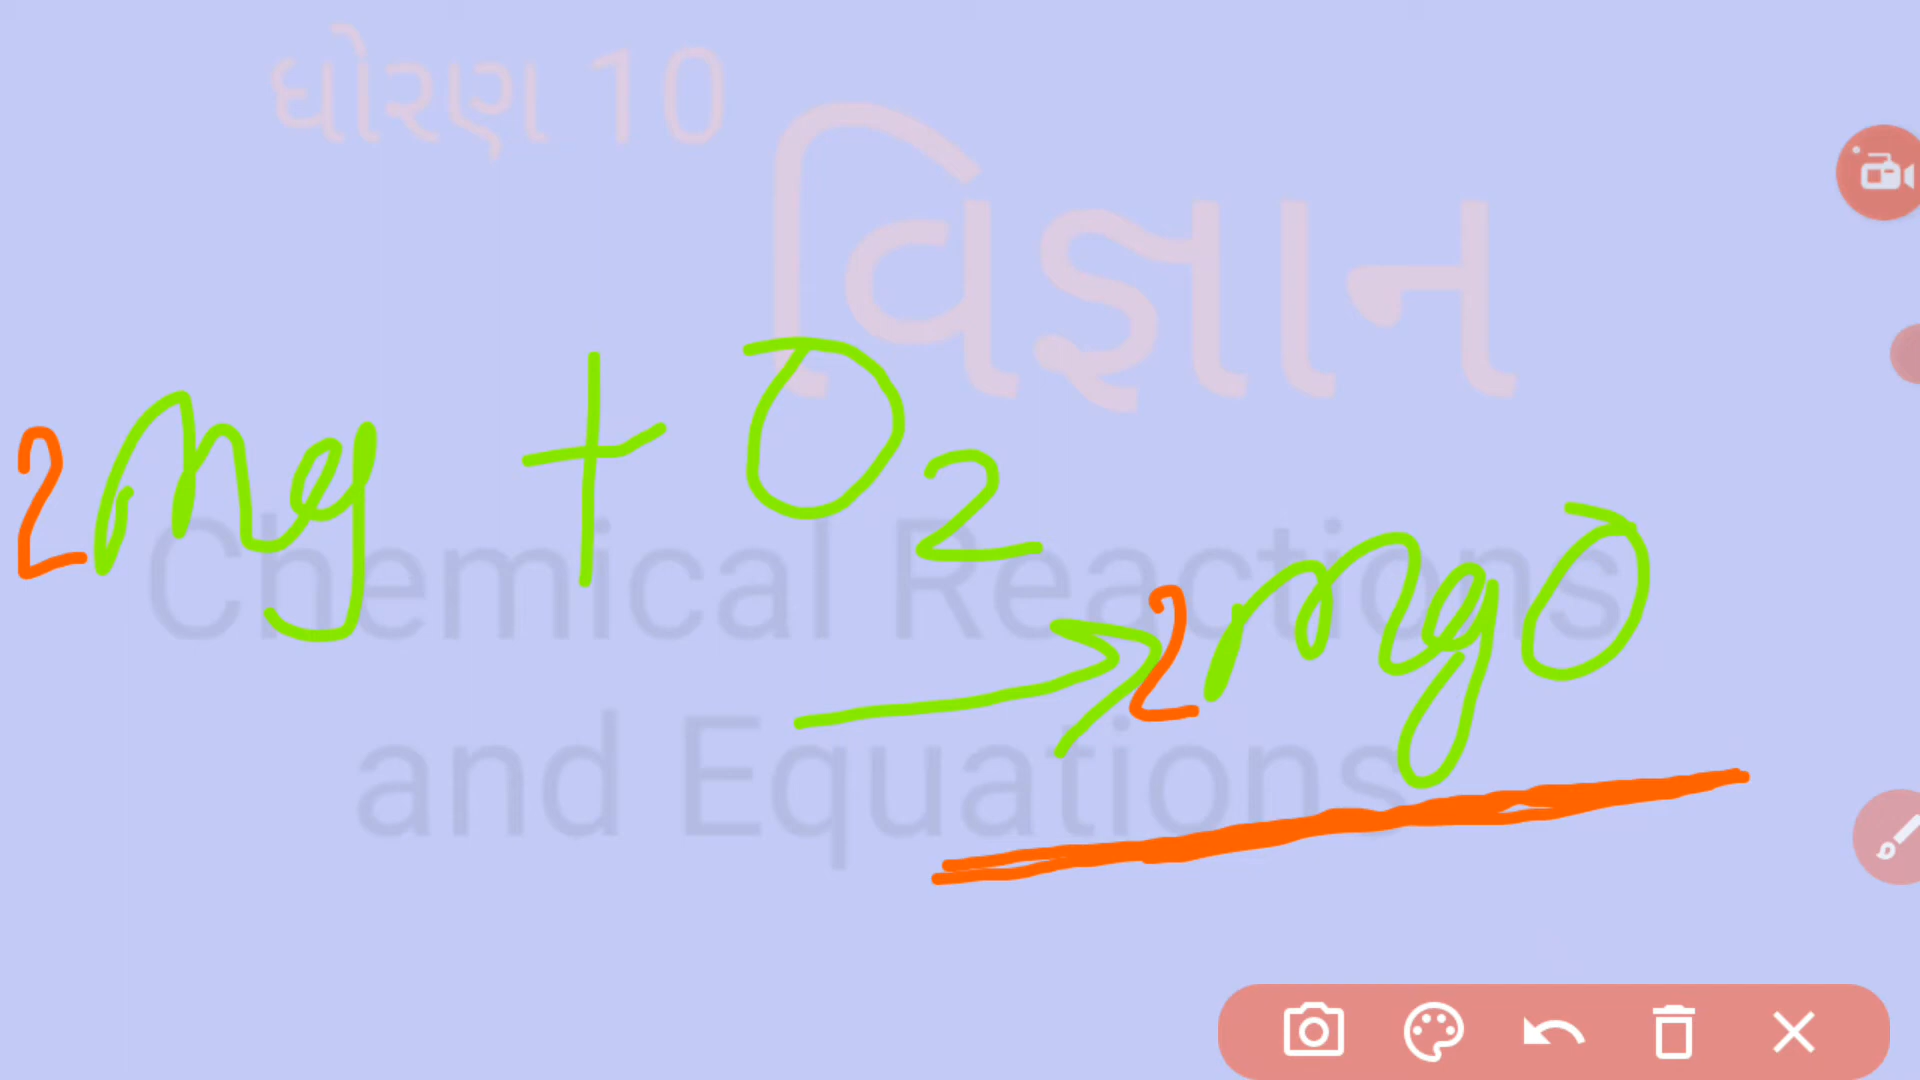 ધોરણ 10
વિજ્ઞાન
2Mg + O₂
→ 2MgO
Chemical Reactions
and Equations